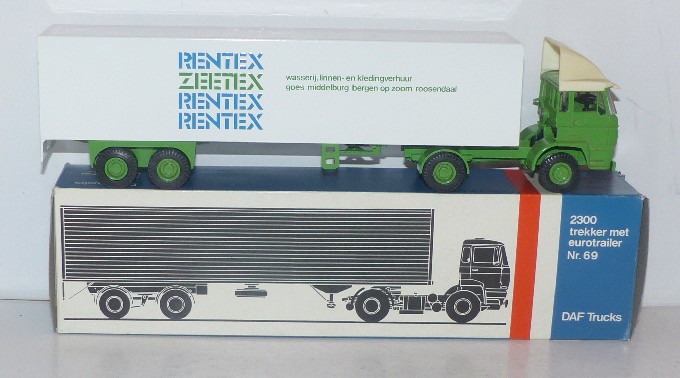 RENTEX
ZEETEX
RENTEX
RENTEX
wasserij, linnen- en kledingverhuur
goes middelburg bergen op zoom roosendaal
2300
trekker met
eurotrailer
Nr. 69
DAF Trucks